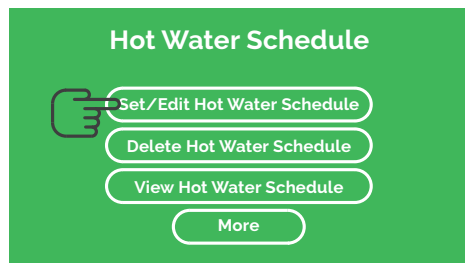 Hot Water Schedule
Set/Edit Hot Water Schedule
Delete Hot Water Schedule
View Hot Water Schedule
More